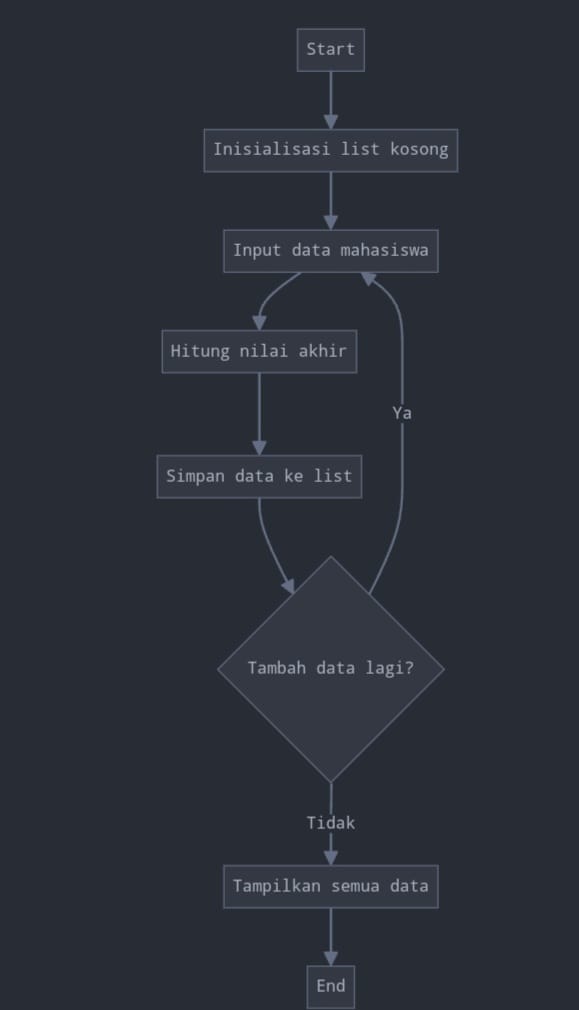 Start
Inisialisasi list kosong
Input data mahasiswa
Hitung nilai akhir
Ya
Simpan data ke list
Tambah data lagi?
Tidak
Tampilkan semua data
End